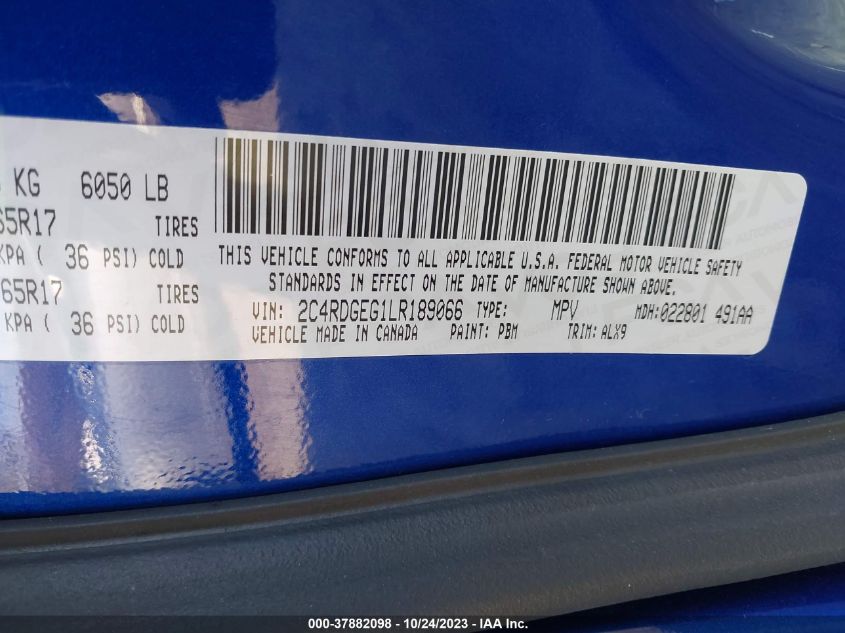 KG 6050 LB
65R17 TIRES
KPA ( 36 PSI) COLD
65R17 TIRES
KPA ( 36 PSI) COLD
THIS VEHICLE CONFORMS TO ALL APPLICABLE U.S.A. FEDERAL MOTOR VEHICLE SAFETY
STANDARDS IN EFFECT ON THE DATE OF MANUFACTURE SHOWN ABOVE.
VIN: 2C4RDGEG1LR189066 TYPE: MPV MDH:022801 491AA
VEHICLE MADE IN CANADA PAINT: PBM TRIM: ALX9
000-37882098 - 10/24/2023 - IAA Inc.